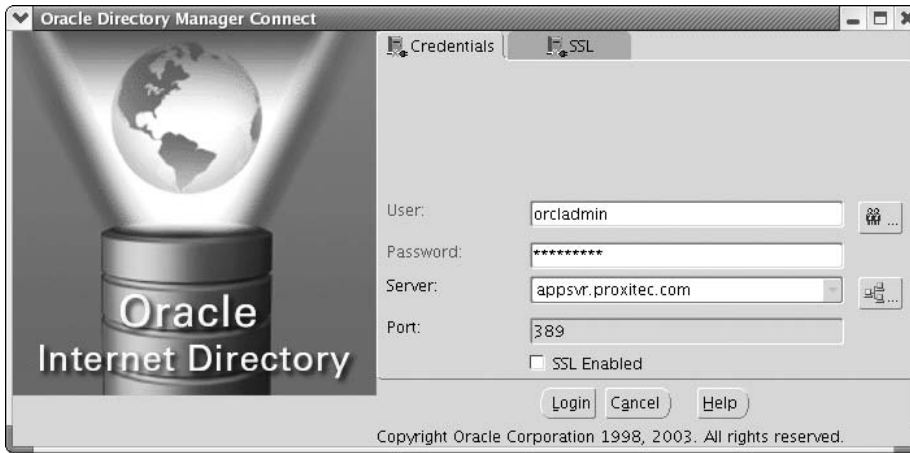 Oracle Directory Manager Connect
Credentials
SSL
User:
orcladmin
...
Password:
*********
Server:
appsvr.proxitec.com
...
Port:
389
SSL Enabled
Oracle
Internet Directory
Login
Cancel
Help
Copyright Oracle Corporation 1998, 2003. All rights reserved.